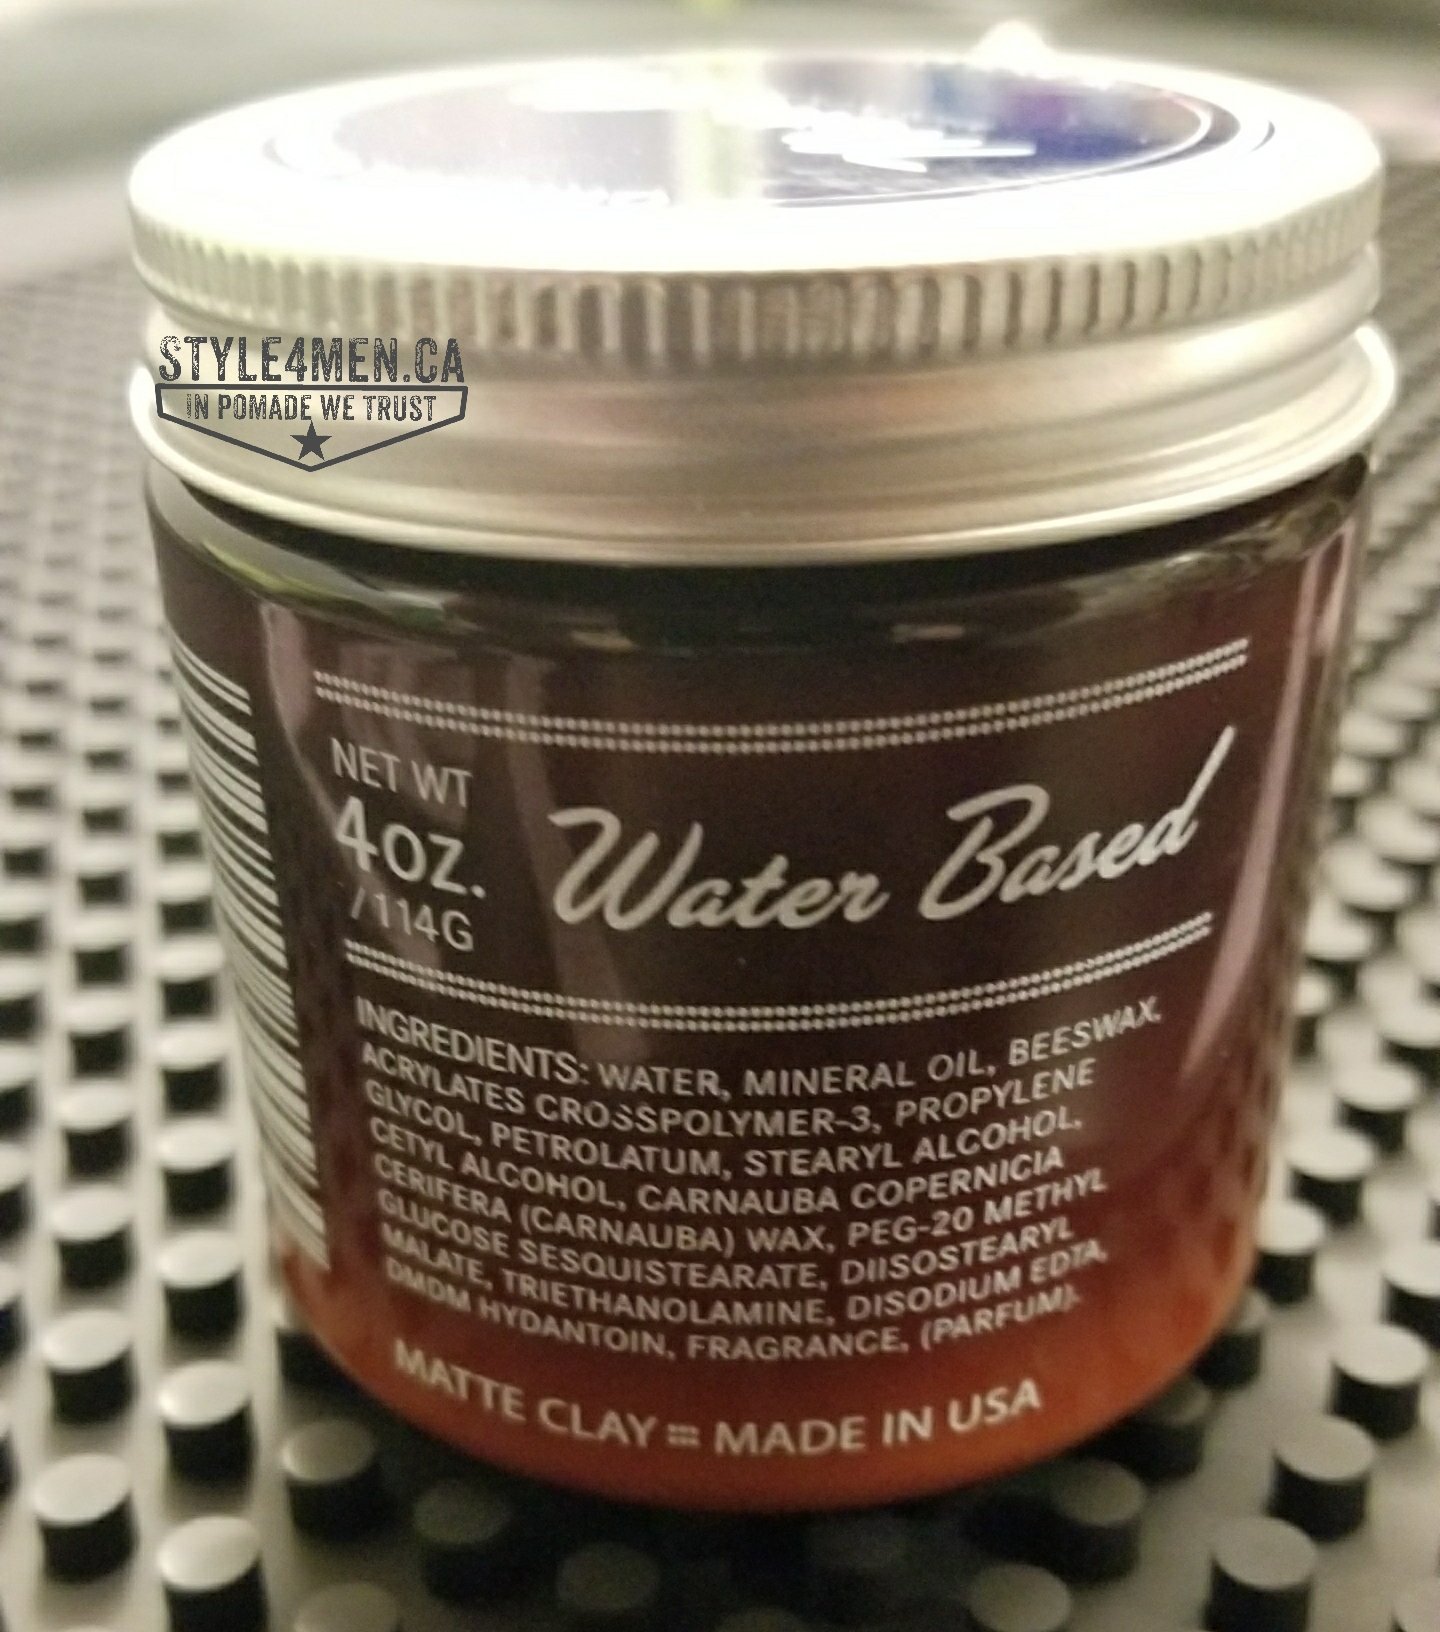 STYLE4MEN.CA
IN POMADE WE TRUST
NET WT
4OZ.
/114G
Water Based
INGREDIENTS: WATER, MINERAL OIL, BEESWAX,
ACRYLATES CROSSPOLYMER-3, PROPYLENE
GLYCOL, PETROLATUM, STEARYL ALCOHOL,
CETYL ALCOHOL, CARNAUBA COPERNICIA
CERIFERA (CARNAUBA) WAX, PEG-20 METHYL
GLUCOSE SESQUISTEARATE, DIISOSTEARYL
MALATE, TRIETHANOLAMINE, DISODIUM EDTA,
DMDM HYDANTOIN, FRAGRANCE, (PARFUM).
MATTE CLAY :: MADE IN USA